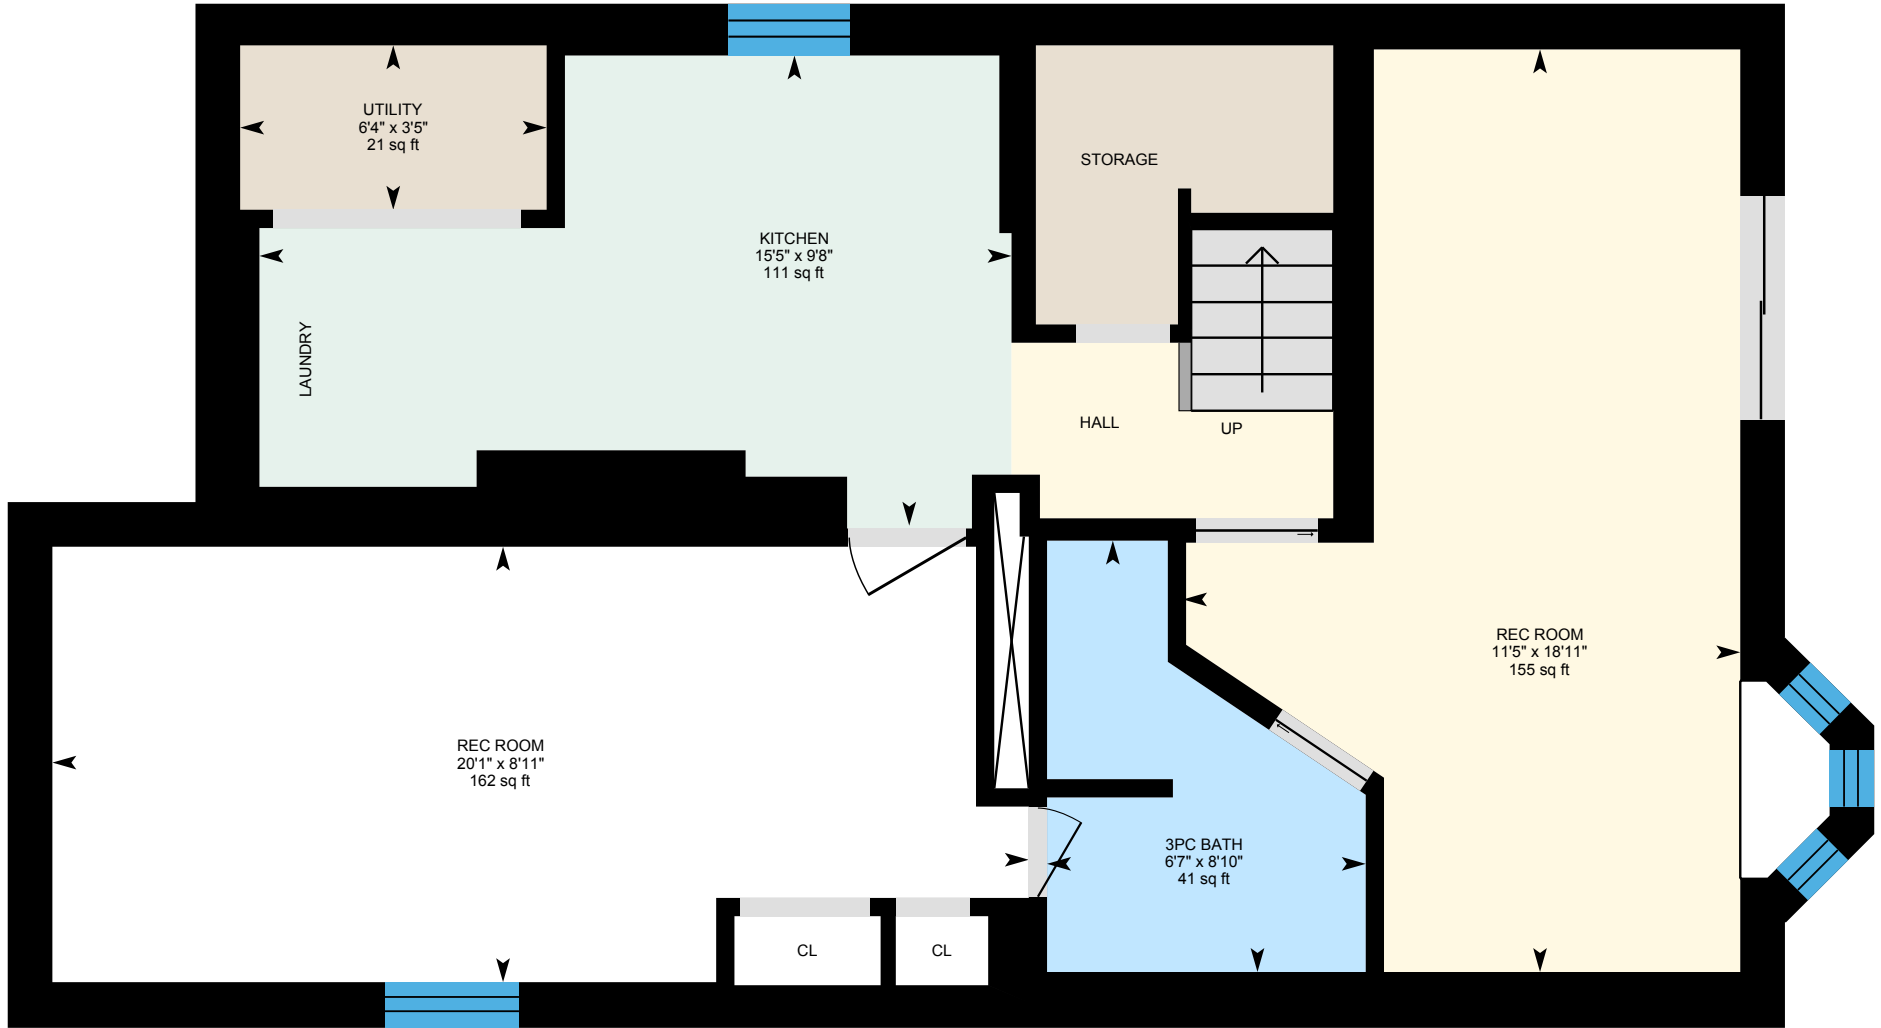 UTILITY
6'4" x 3'5"
21 sq ft
STORAGE
KITCHEN
15'5" x 9'8"
111 sq ft
LAUNDRY
HALL
UP
REC ROOM
11'5" x 18'11"
155 sq ft
REC ROOM
20'1" x 8'11"
162 sq ft
3PC BATH
6'7" x 8'10"
41 sq ft
CL
CL